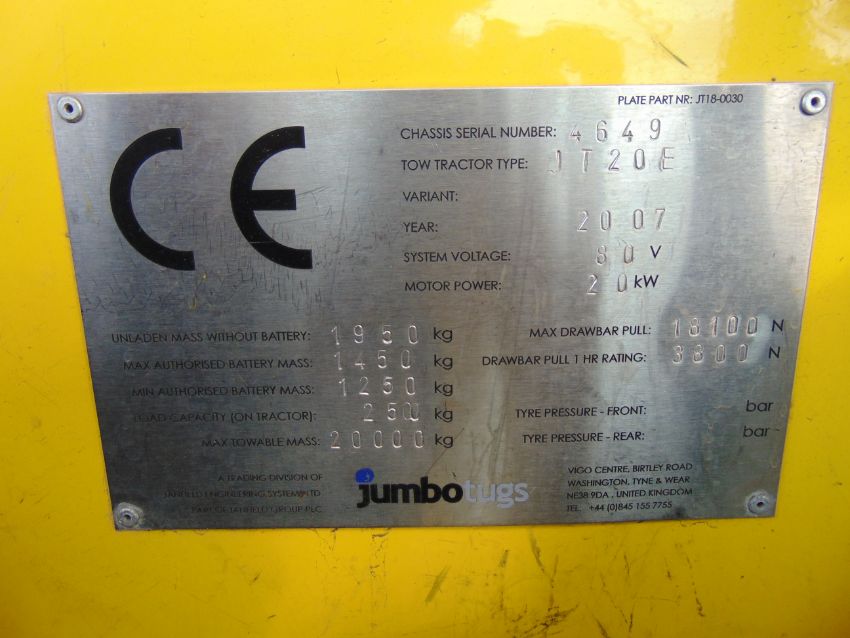 PLATE PART NR: JT18-0030
CE
CHASSIS SERIAL NUMBER: 4649
TOW TRACTOR TYPE: JT20E
VARIANT:
YEAR: 2007
SYSTEM VOLTAGE: 80 V
MOTOR POWER: 20 kW
UNLADEN MASS WITHOUT BATTERY: 1950 kg
MAX AUTHORISED BATTERY MASS: 1450 kg
MIN AUTHORISED BATTERY MASS: 1250 kg
LOAD CAPACITY (ON TRACTOR): 250 kg
MAX TOWABLE MASS: 20000 kg
MAX DRAWBAR PULL: 18100 N
DRAWBAR PULL 1 HR RATING: N
TYRE PRESSURE - FRONT: bar
TYRE PRESSURE - REAR: bar
A TRADING DIVISION OF
ENGINEERING SYSTEMS LTD
PART OF GROUP PLC
jumbotugs
VIGO CENTRE, BIRTLEY ROAD
WASHINGTON, TYNE & WEAR
NE38 9DA, UNITED KINGDOM
TEL. +44 (0)845 155 7755